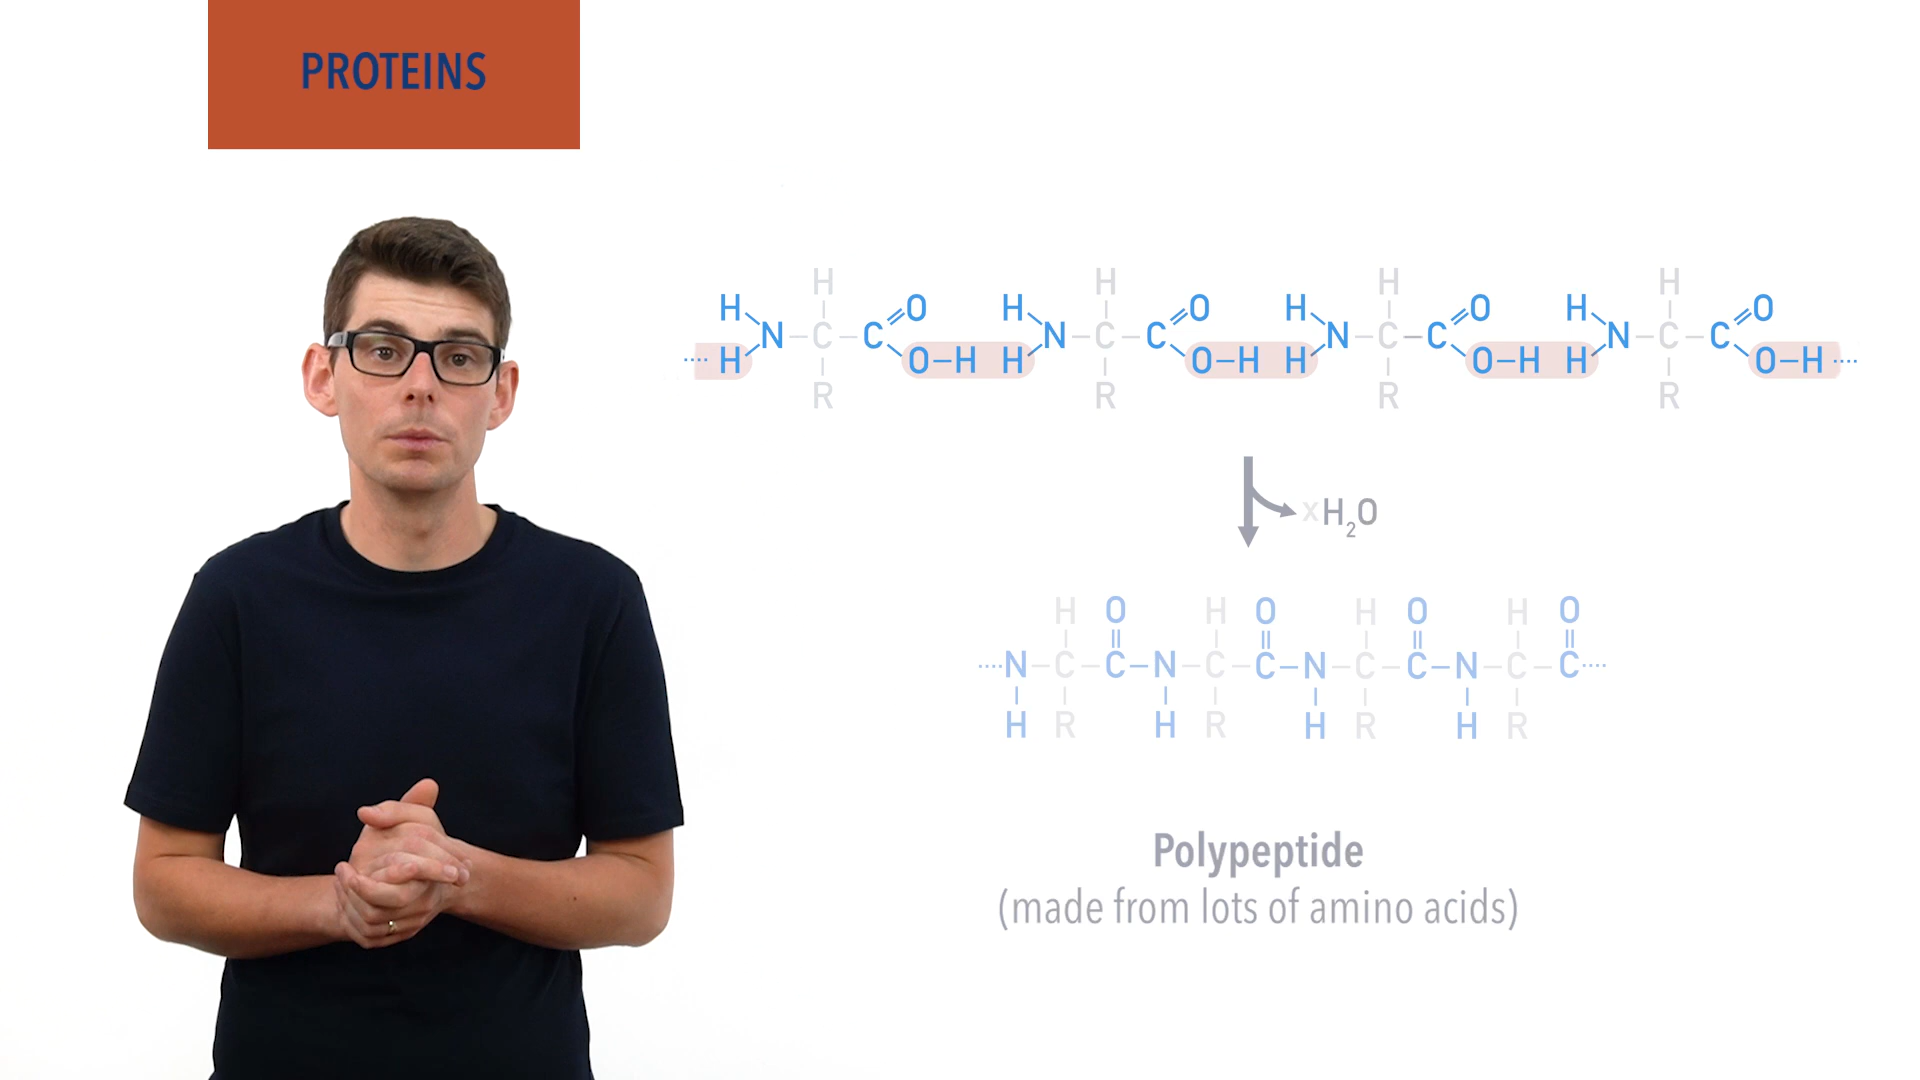 PROTEINS
H H H H
H O H O H O H O
N C C N C C N C C N C C
···· H O–H H O–H H O–H H O–H ····
R R R R
xH₂O
H O H O H O H O
····N–C–C–N–C–C–N–C–C–N–C–C····
H R H R H R H R
Polypeptide
(made from lots of amino acids)